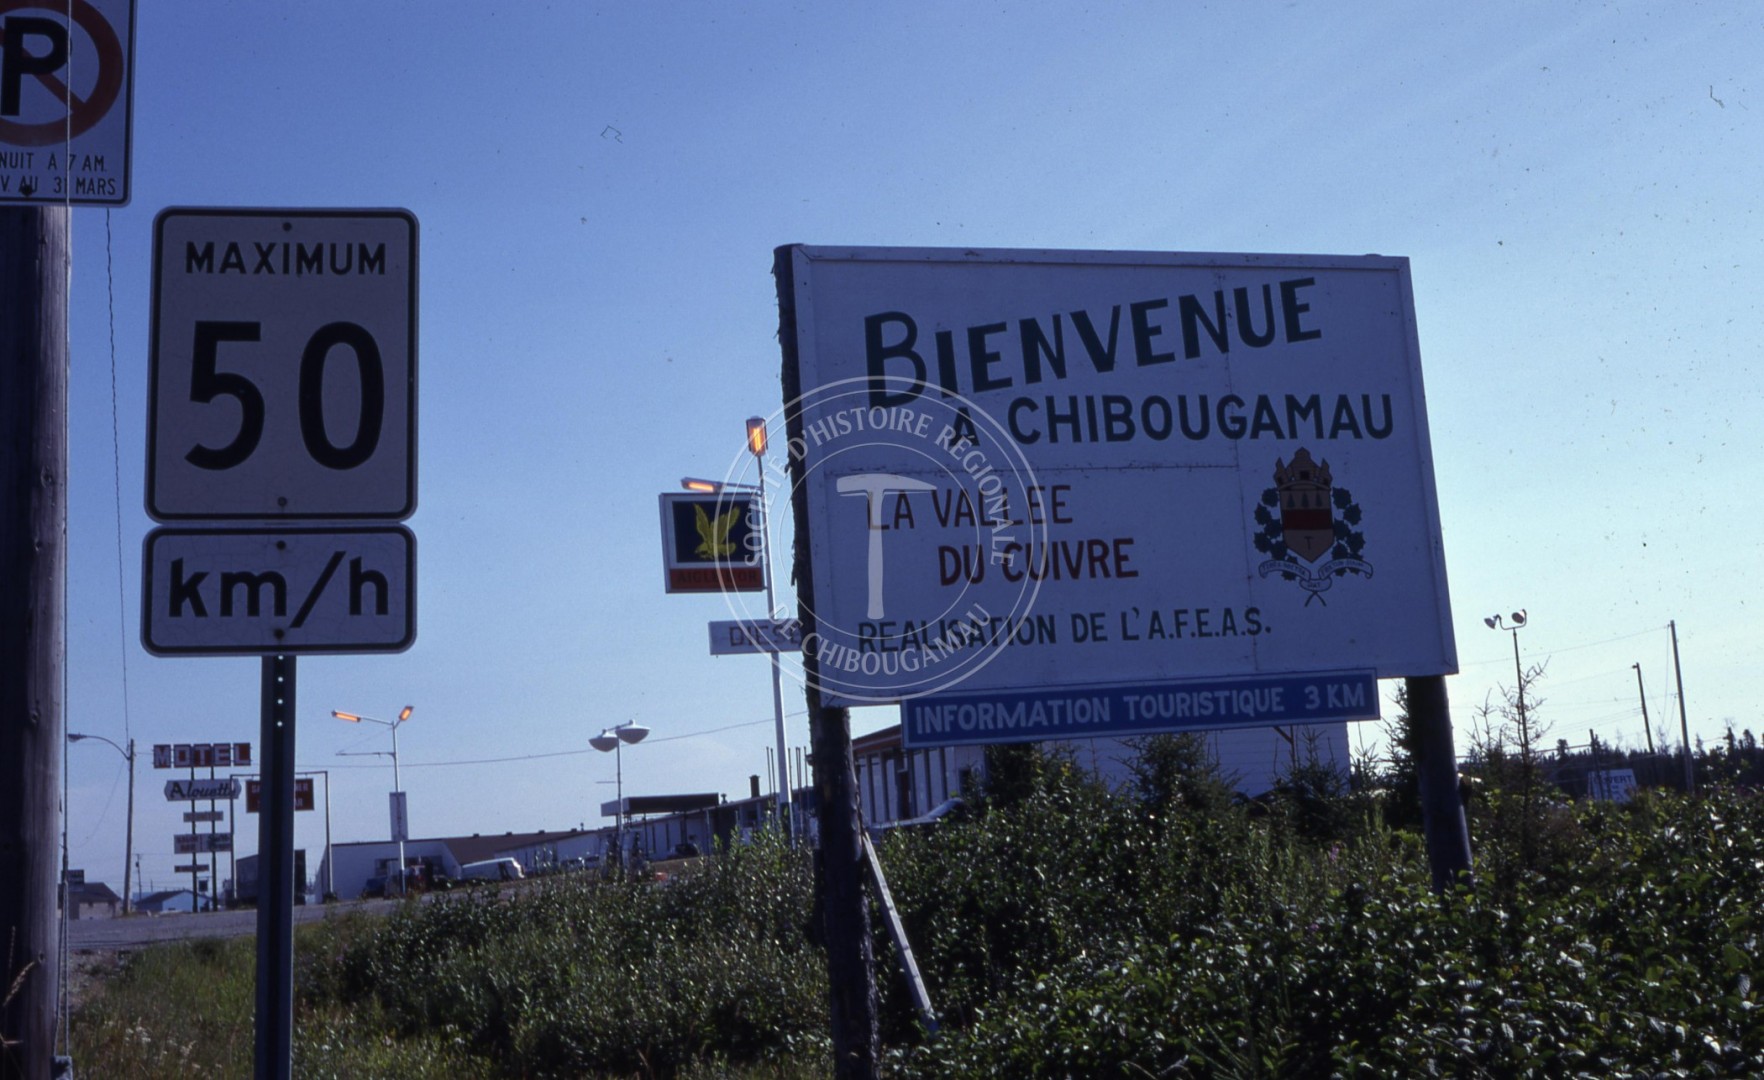 P
NUIT A 7 AM.
V. AU 31 MARS
MAXIMUM
50
km/h
BIENVENUE
A CHIBOUGAMAU
LA VALLEE
DU CUIVRE
REALISATION DE L'A.F.E.A.S.
INFORMATION TOURISTIQUE 3 KM
SOCIÉTÉ D'HISTOIRE RÉGIONALE
DE CHIBOUGAMAU
MOTEL
Alouette